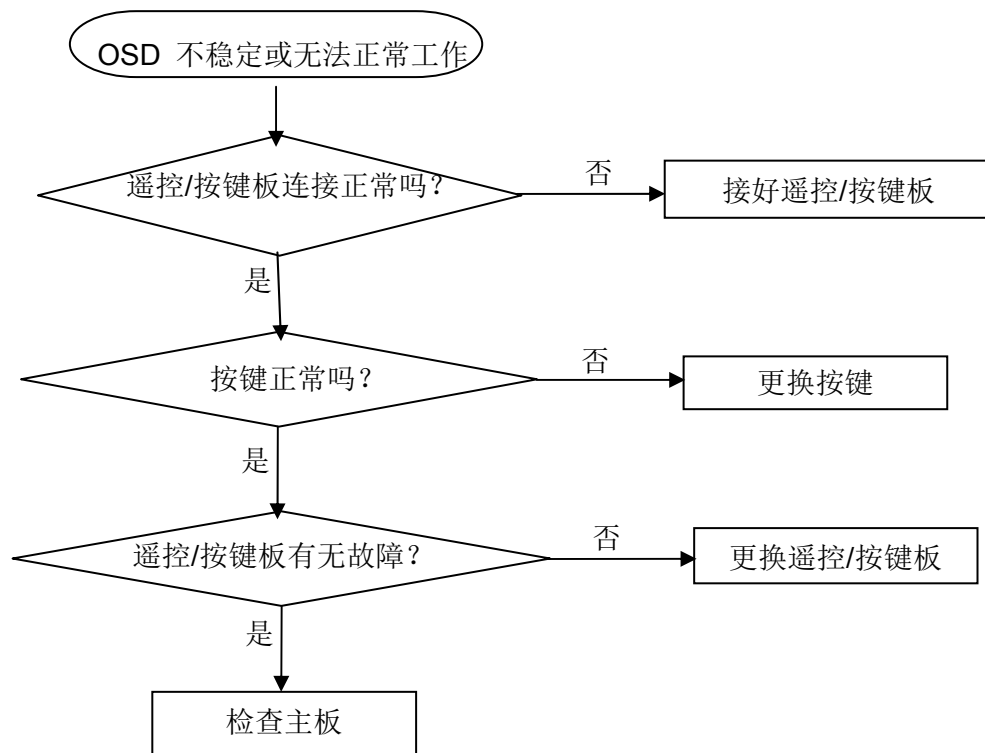 OSD 不稳定或无法正常工作
遥控/按键板连接正常吗？
否
接好遥控/按键板
是
按键正常吗？
否
更换按键
是
遥控/按键板有无故障？
否
更换遥控/按键板
是
检查主板